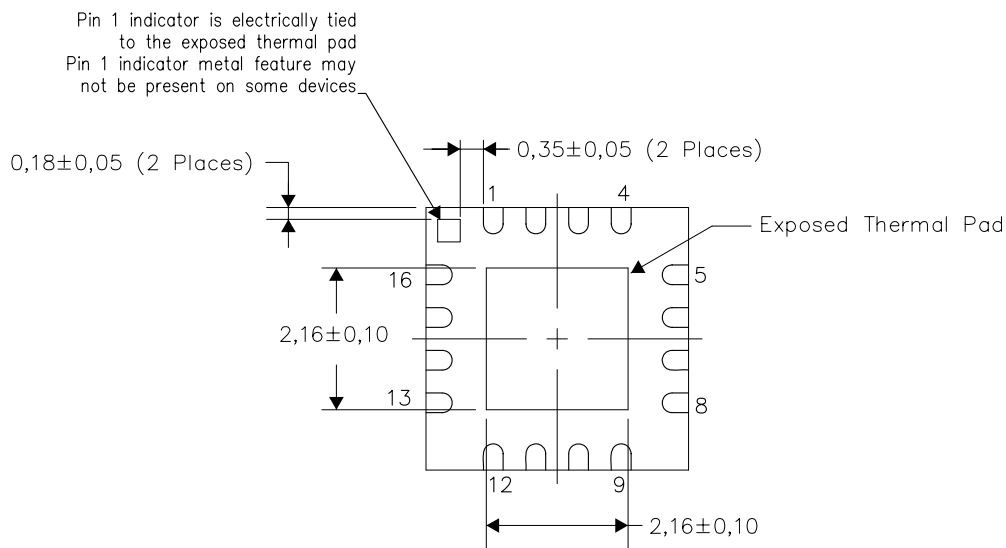 Pin 1 indicator is electrically tied
to the exposed thermal pad
Pin 1 indicator metal feature may
not be present on some devices
0,35±0,05 (2 Places)
0,18±0,05 (2 Places)
1
4
Exposed Thermal Pad
16
5
2,16±0,10
13
8
12
9
2,16±0,10